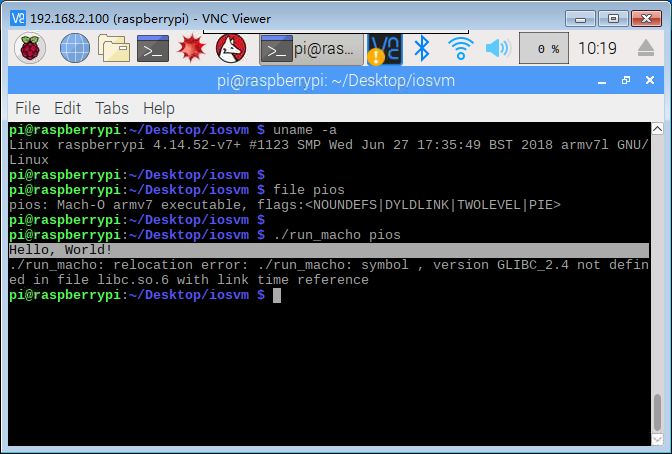 192.168.2.100 (raspberrypi) - VNC Viewer
pi@ras...
0 %
10:19
pi@raspberrypi: ~/Desktop/iosvm
File Edit Tabs Help
pi@raspberrypi:~/Desktop/iosvm $ uname -a
Linux raspberrypi 4.14.52-v7+ #1123 SMP Wed Jun 27 17:35:49 BST 2018 armv7l GNU/
Linux
pi@raspberrypi:~/Desktop/iosvm $
pi@raspberrypi:~/Desktop/iosvm $ file pios
pios: Mach-O armv7 executable, flags:<NOUNDEFS|DYLDLINK|TWOLEVEL|PIE>
pi@raspberrypi:~/Desktop/iosvm $
pi@raspberrypi:~/Desktop/iosvm $ ./run_macho pios
Hello, World!
./run_macho: relocation error: ./run_macho: symbol , version GLIBC_2.4 not defin
ed in file libc.so.6 with link time reference
pi@raspberrypi:~/Desktop/iosvm $